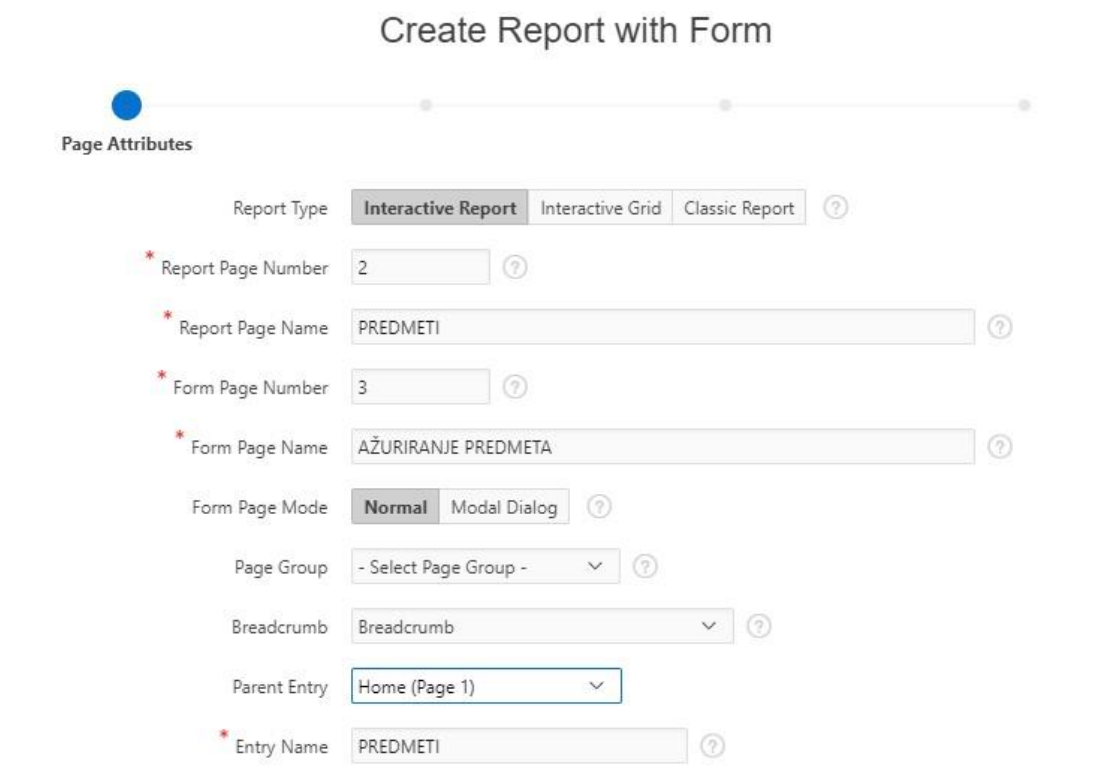 Create Report with Form
Page Attributes
Report Type Interactive Report Interactive Grid Classic Report ?
* Report Page Number 2 ?
* Report Page Name PREDMETI ?
* Form Page Number 3 ?
* Form Page Name AŽURIRANJE PREDMETA ?
Form Page Mode Normal Modal Dialog ?
Page Group - Select Page Group - ?
Breadcrumb Breadcrumb ?
Parent Entry Home (Page 1)
* Entry Name PREDMETI ?